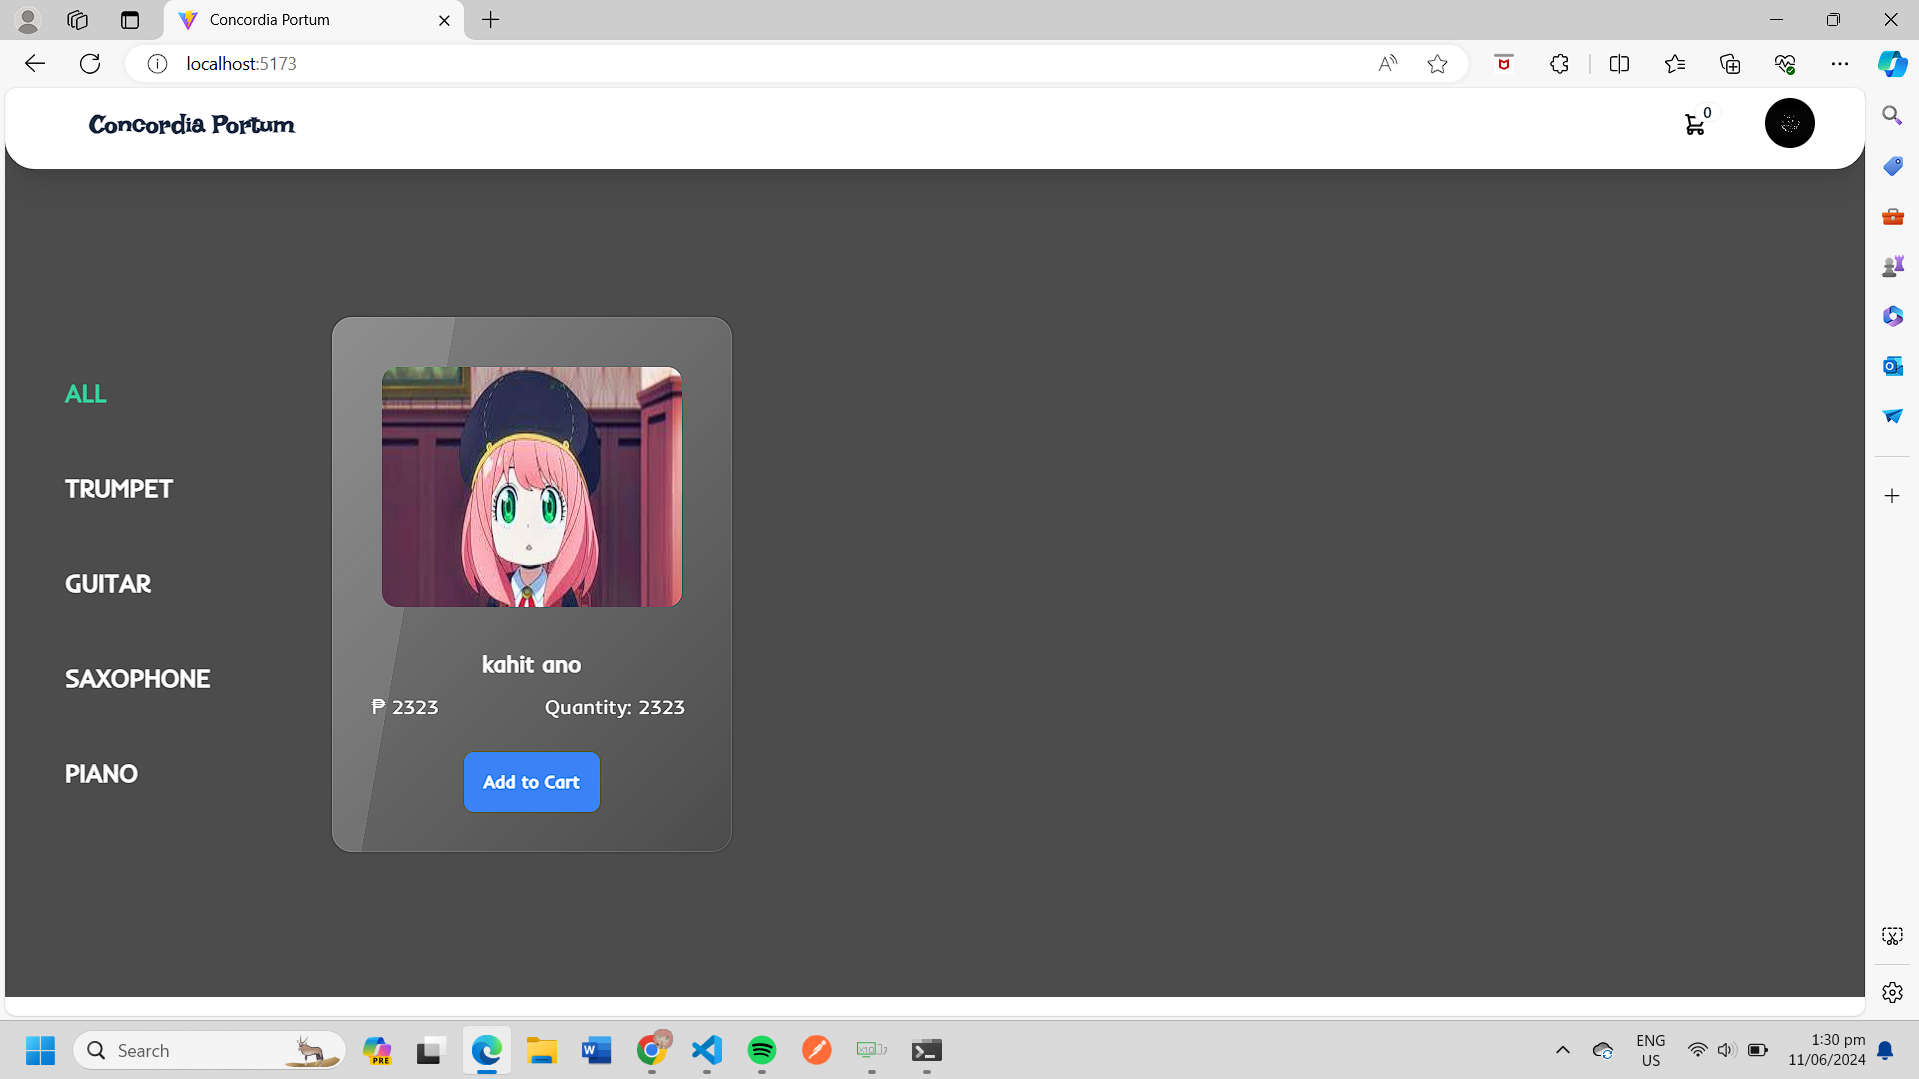 Concordia Portum
localhost:5173
Concordia Portum
0
ALL
TRUMPET
GUITAR
SAXOPHONE
PIANO
kahit ano
₱ 2323
Quantity: 2323
Add to Cart
Search
PRE
ENG
US
1:30 pm
11/06/2024